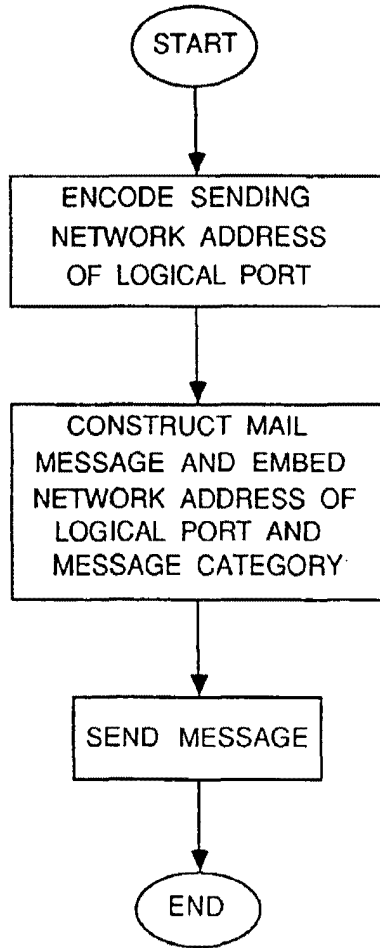 START
ENCODE SENDING
NETWORK ADDRESS
OF LOGICAL PORT
CONSTRUCT MAIL
MESSAGE AND EMBED
NETWORK ADDRESS OF
LOGICAL PORT AND
MESSAGE CATEGORY
SEND MESSAGE
END